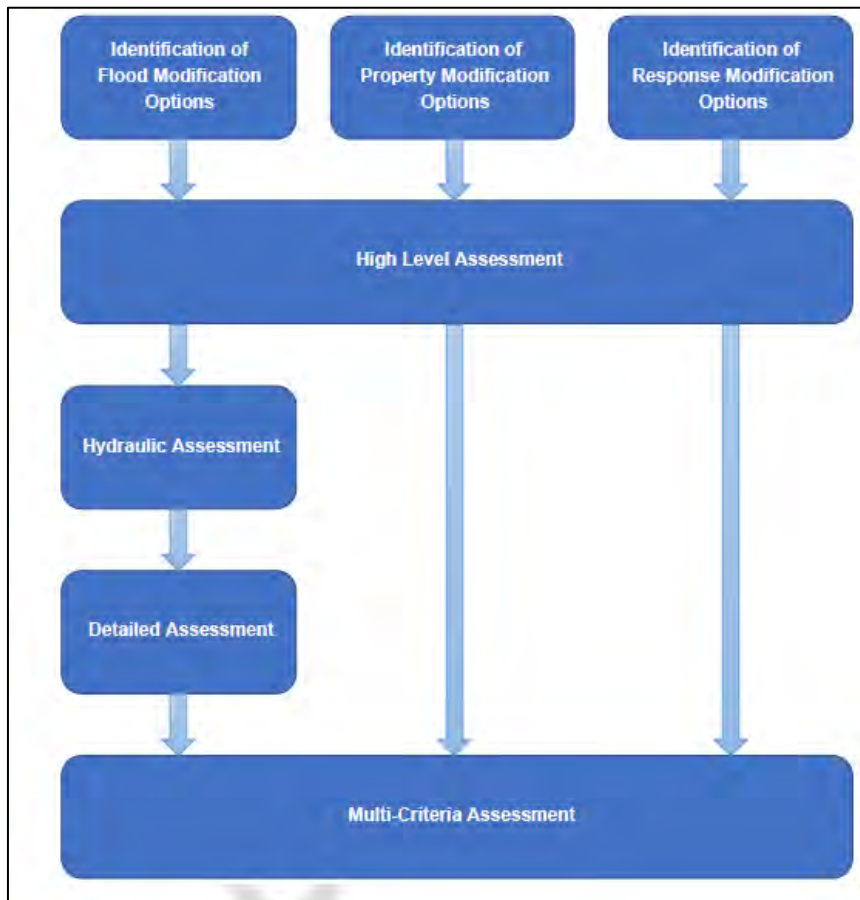 Identification of
Flood Modification
Options
Identification of
Property Modification
Options
Identification of
Response Modification
Options
High Level Assessment
Hydraulic Assessment
Detailed Assessment
Multi-Criteria Assessment